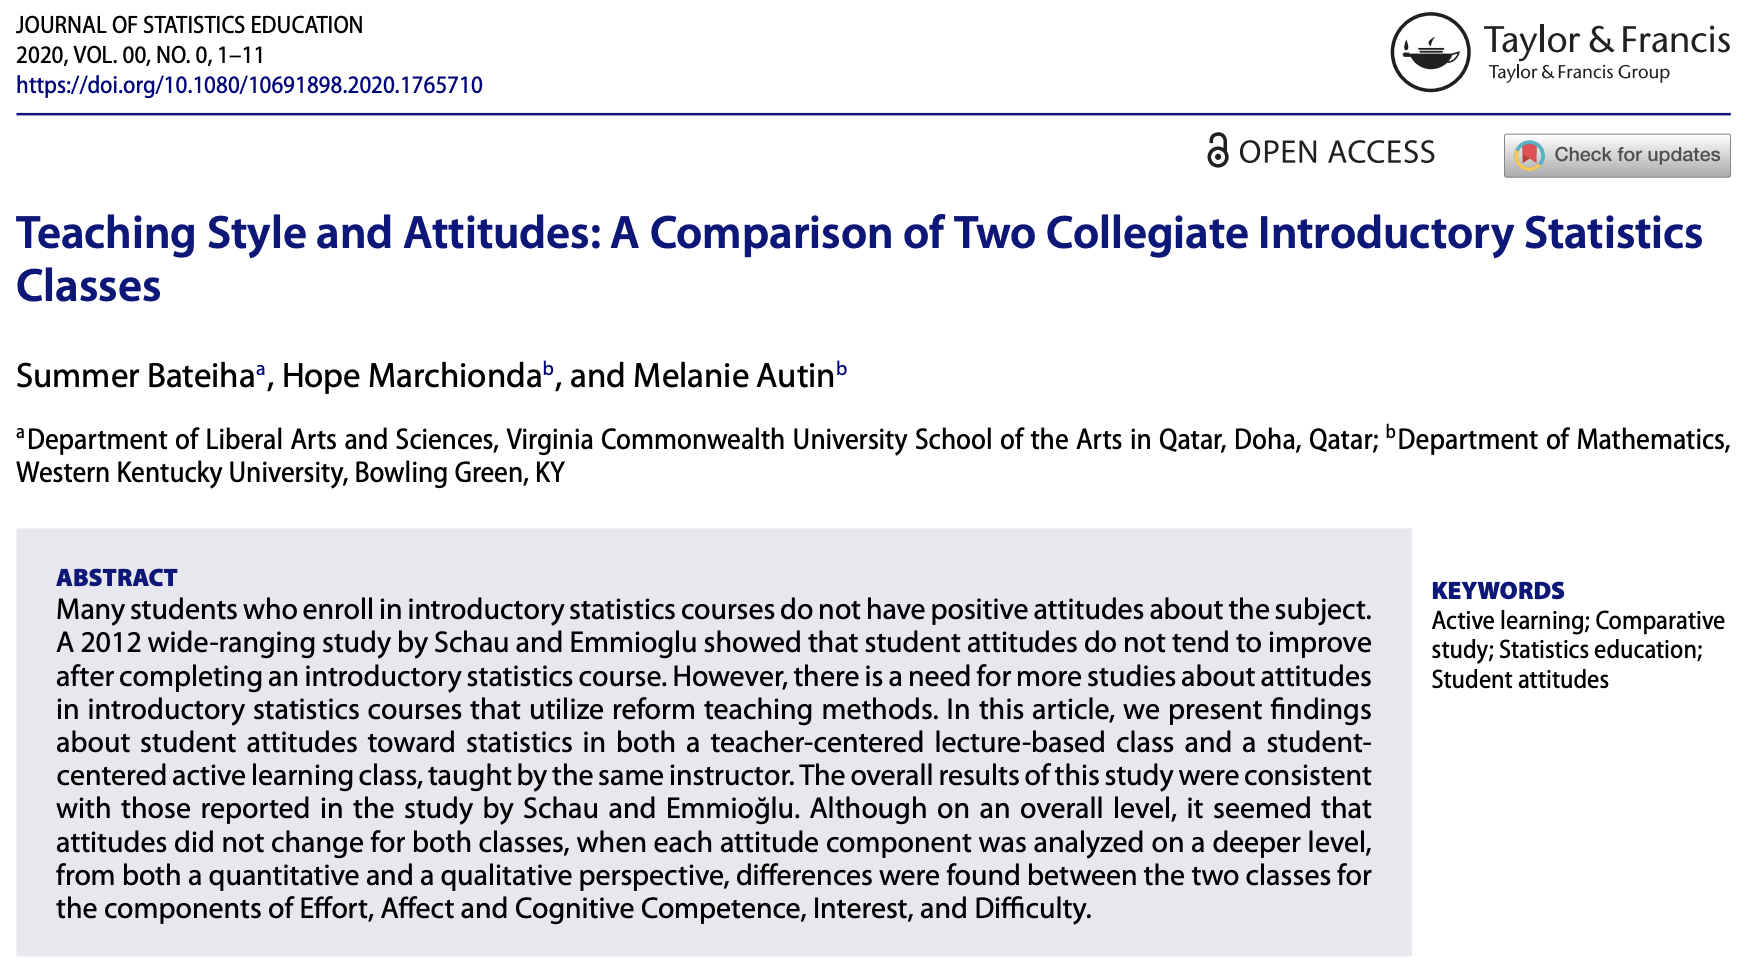 JOURNAL OF STATISTICS EDUCATION
2020, VOL. 00, NO. 0, 1–11
https://doi.org/10.1080/10691898.2020.1765710
Taylor & Francis
Taylor & Francis Group
OPEN ACCESS
Check for updates
Teaching Style and Attitudes: A Comparison of Two Collegiate Introductory Statistics
Classes
Summer Bateihaᵃ, Hope Marchiondaᵇ, and Melanie Autinᵇ
ᵃDepartment of Liberal Arts and Sciences, Virginia Commonwealth University School of the Arts in Qatar, Doha, Qatar; ᵇDepartment of Mathematics,
Western Kentucky University, Bowling Green, KY
ABSTRACT
Many students who enroll in introductory statistics courses do not have positive attitudes about the subject.
A 2012 wide-ranging study by Schau and Emmioglu showed that student attitudes do not tend to improve
after completing an introductory statistics course. However, there is a need for more studies about attitudes
in introductory statistics courses that utilize reform teaching methods. In this article, we present findings
about student attitudes toward statistics in both a teacher-centered lecture-based class and a student-
centered active learning class, taught by the same instructor. The overall results of this study were consistent
with those reported in the study by Schau and Emmioğlu. Although on an overall level, it seemed that
attitudes did not change for both classes, when each attitude component was analyzed on a deeper level,
from both a quantitative and a qualitative perspective, differences were found between the two classes for
the components of Effort, Affect and Cognitive Competence, Interest, and Difficulty.
KEYWORDS
Active learning; Comparative
study; Statistics education;
Student attitudes